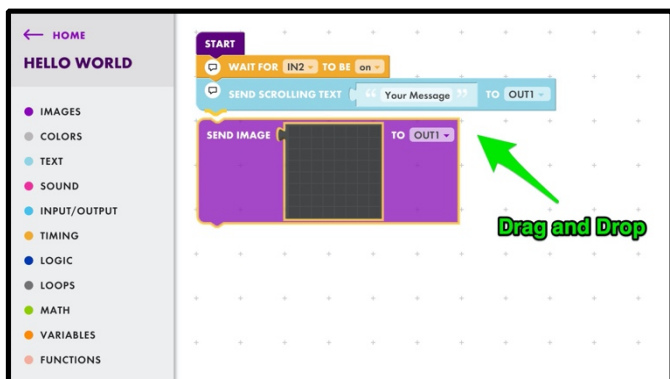 ← HOME
HELLO WORLD
IMAGES
COLORS
TEXT
SOUND
INPUT/OUTPUT
TIMING
LOGIC
LOOPS
MATH
VARIABLES
FUNCTIONS
START
WAIT FOR IN2 TO BE on
SEND SCROLLING TEXT “ Your Message ” TO OUT1
SEND IMAGE TO OUT1
Drag and Drop